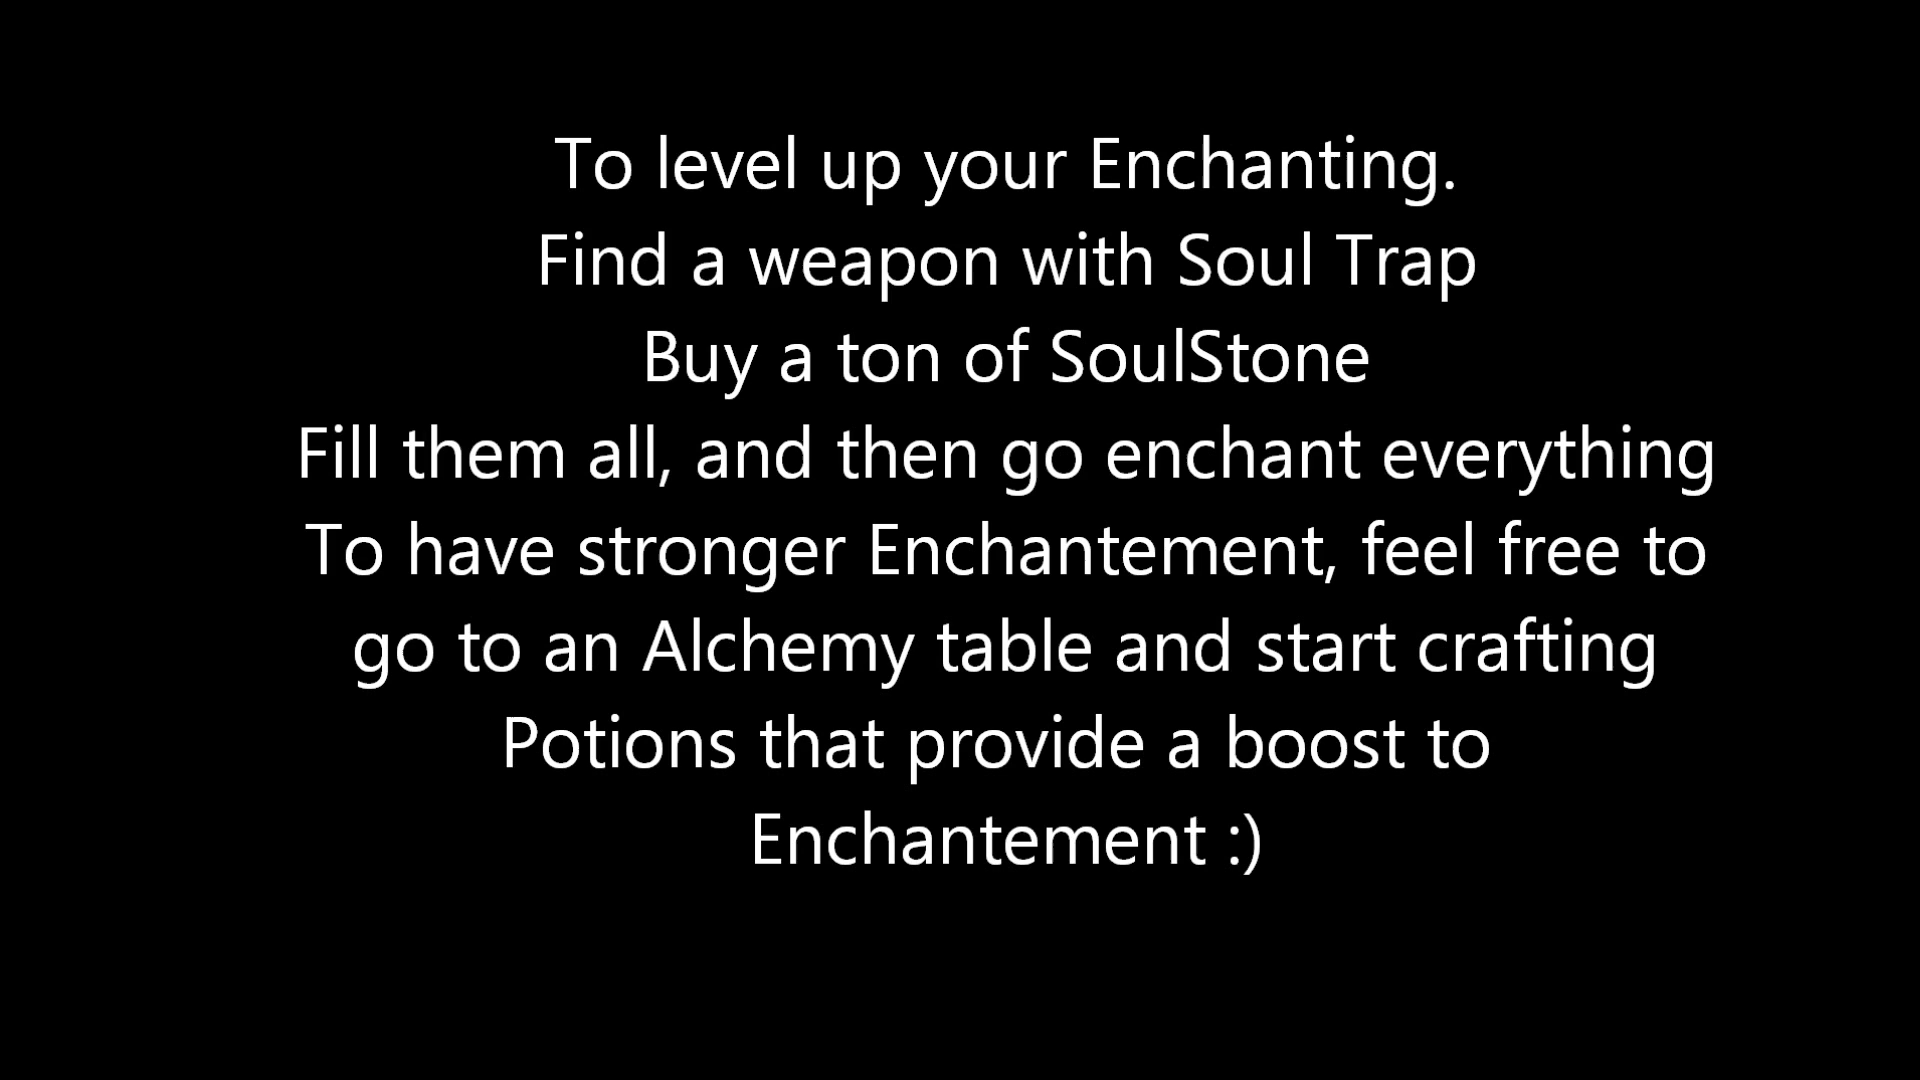 To level up your Enchanting.
Find a weapon with Soul Trap
Buy a ton of SoulStone
Fill them all, and then go enchant everything
To have stronger Enchantement, feel free to
go to an Alchemy table and start crafting
Potions that provide a boost to
Enchantement :)